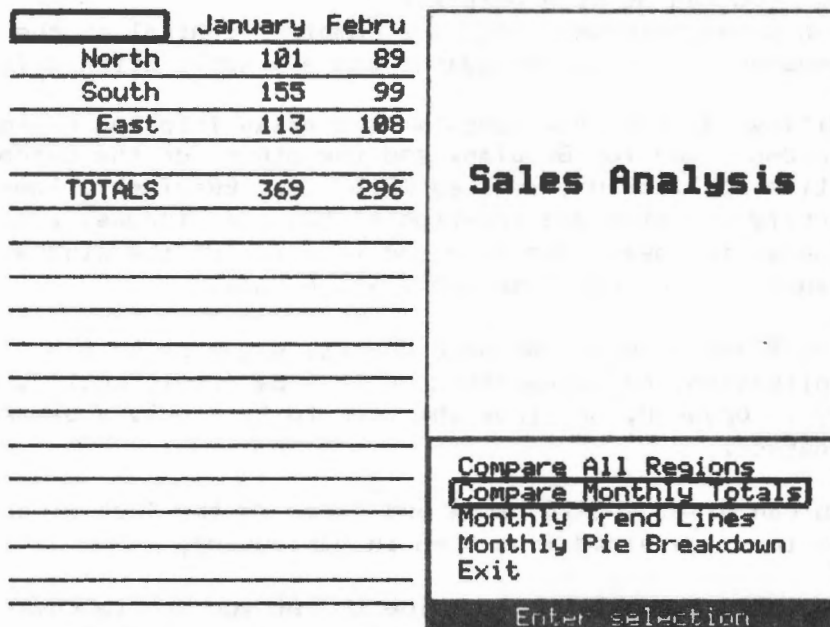 January Febru
North 101 89
South 155 99
East 113 108
TOTALS 369 296
Sales Analysis
Compare All Regions
Compare Monthly Totals
Monthly Trend Lines
Monthly Pie Breakdown
Exit
Enter selection